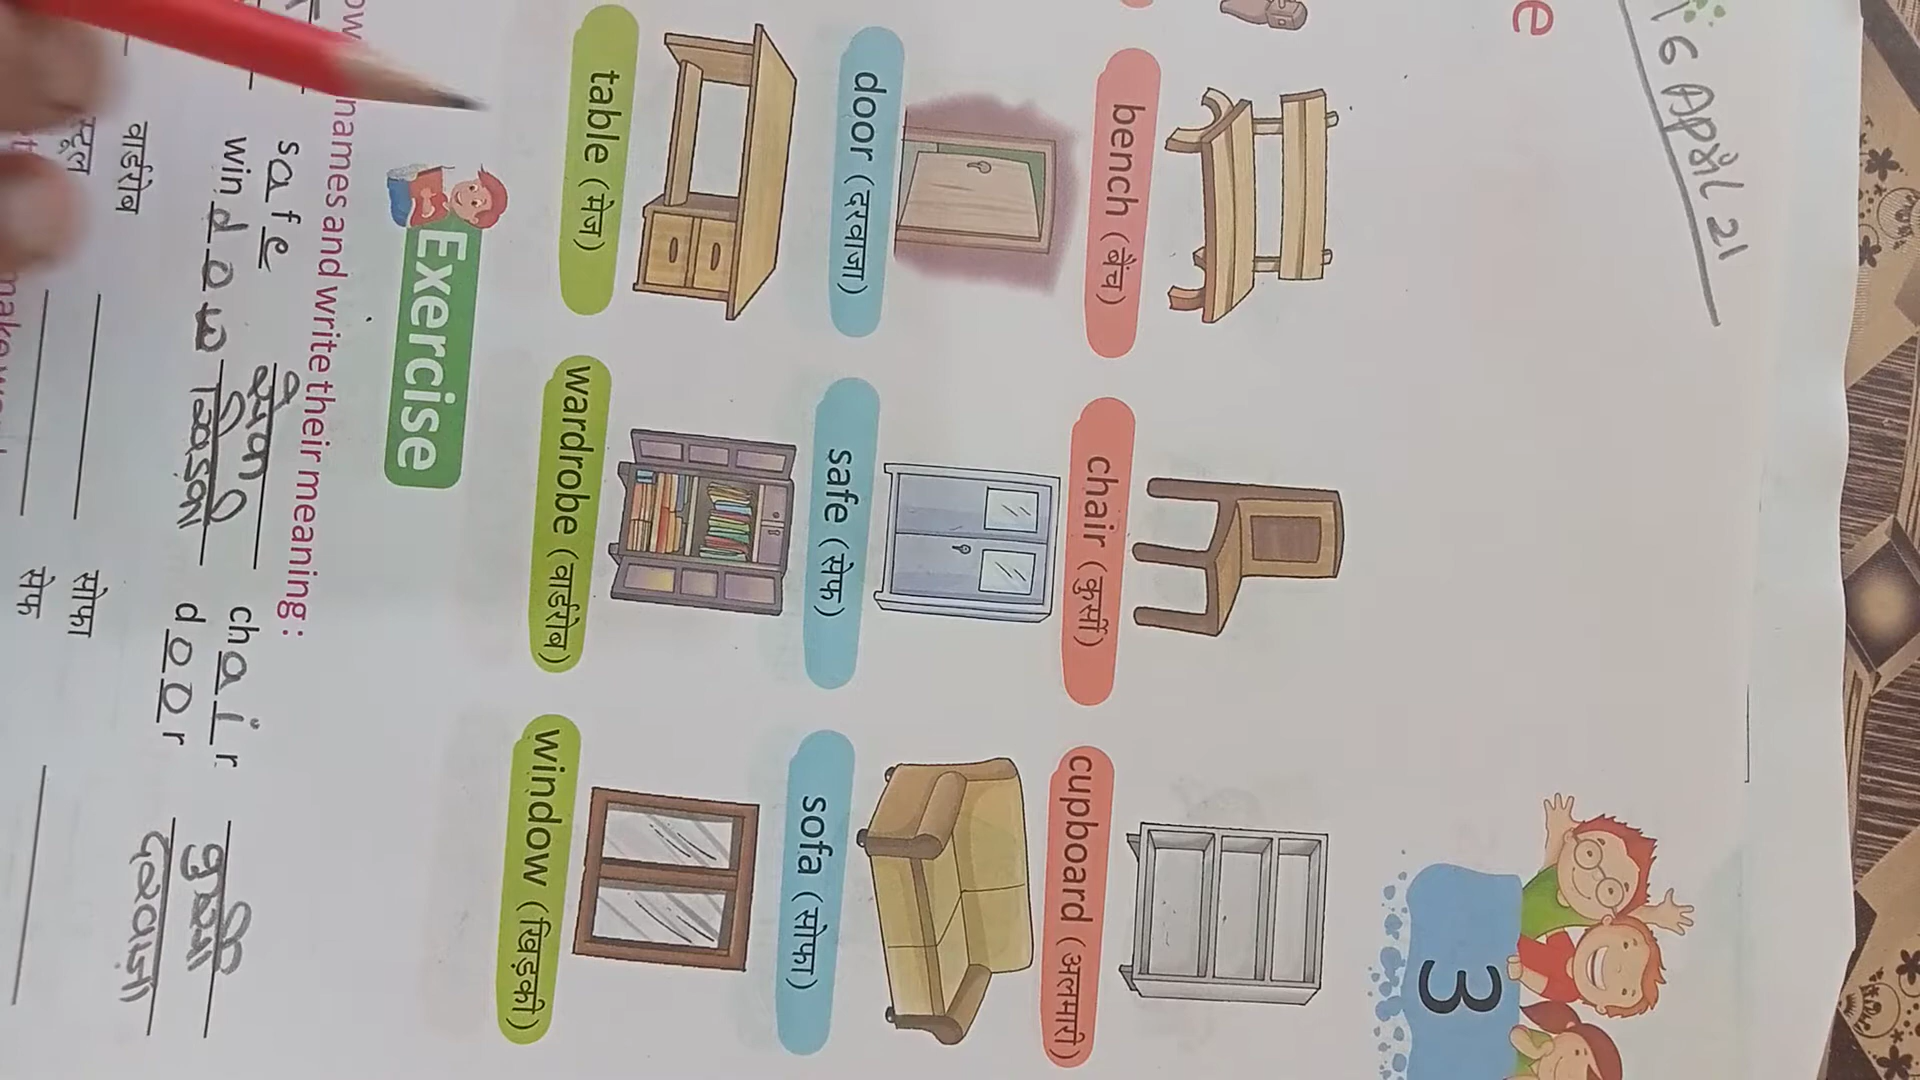 16 April 21
e
3
bench (बैंच) chair (कुर्सी) cupboard (अलमारी)
door (दरवाजा) safe (सेफ) sofa (सोफा)
table (मेज) wardrobe (वार्डरोब) window (खिड़की)
Exercise
names and write their meaning :
safe chair
window door दरवाजा
वार्डरोब सोफा
स्टूल सेफ